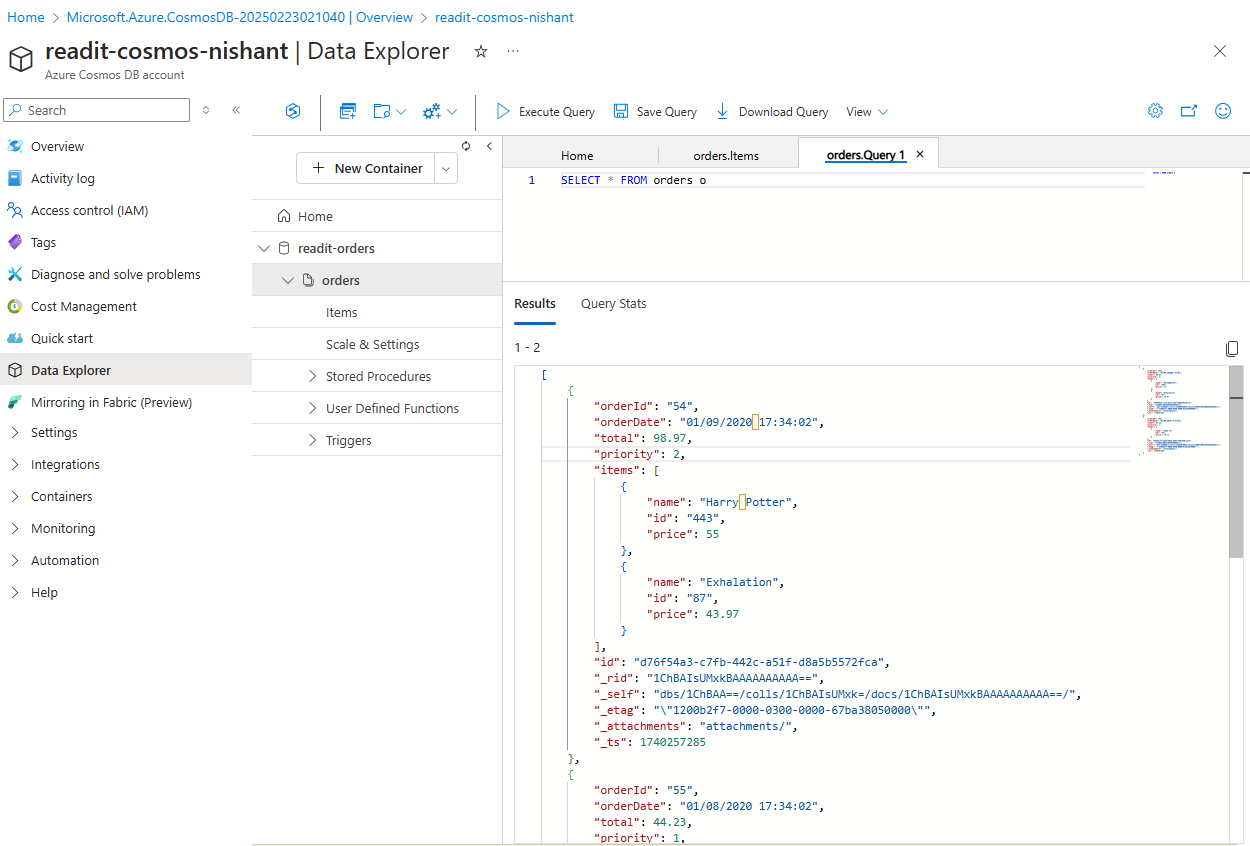 Home > Microsoft.Azure.CosmosDB-20250223021040 | Overview > readit-cosmos-nishant
readit-cosmos-nishant | Data Explorer
Azure Cosmos DB account
Search
Overview
Activity log
Access control (IAM)
Tags
Diagnose and solve problems
Cost Management
Quick start
Data Explorer
Mirroring in Fabric (Preview)
Settings
Integrations
Containers
Monitoring
Automation
Help
Execute Query Save Query Download Query View
+ New Container
Home
readit-orders
orders
Items
Scale & Settings
Stored Procedures
User Defined Functions
Triggers
Home orders.Items orders.Query 1
1 SELECT * FROM orders o
Results Query Stats
1 - 2
[
{
"orderId": "54",
"orderDate": "01/09/2020 17:34:02",
"total": 98.97,
"priority": 2,
"items": [
{
"name": "Harry Potter",
"id": "443",
"price": 55
},
{
"name": "Exhalation",
"id": "87",
"price": 43.97
}
],
"id": "d76f54a3-c7fb-442c-a51f-d8a5b5572fca",
"_rid": "1ChBAIsUMxkBAAAAAAAAAA==",
"_self": "dbs/1ChBAA==/colls/1ChBAIsUMxk=/docs/1ChBAIsUMxkBAAAAAAAAAA==/",
"_etag": "\"1200b2f7-0000-0300-0000-67ba38050000\"",
"_attachments": "attachments/",
"_ts": 1740257285
},
{
"orderId": "55",
"orderDate": "01/08/2020 17:34:02",
"total": 44.23,
"priority": 1,